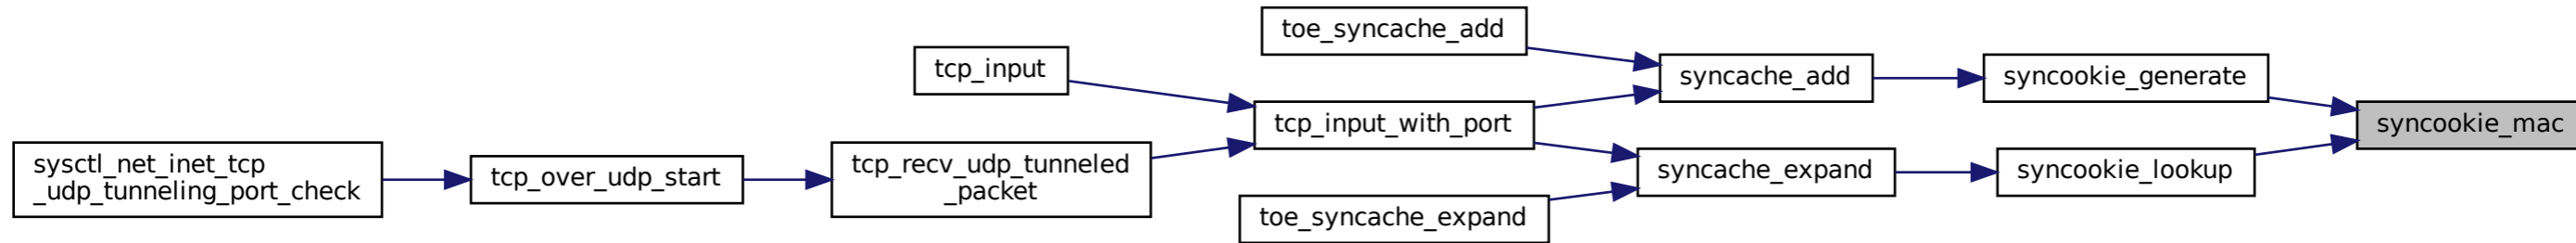 toe_syncache_add
tcp_input
syncache_add
syncookie_generate
tcp_input_with_port
syncookie_mac
sysctl_net_inet_tcp
_udp_tunneling_port_check
tcp_over_udp_start
tcp_recv_udp_tunneled
_packet
syncache_expand
syncookie_lookup
toe_syncache_expand